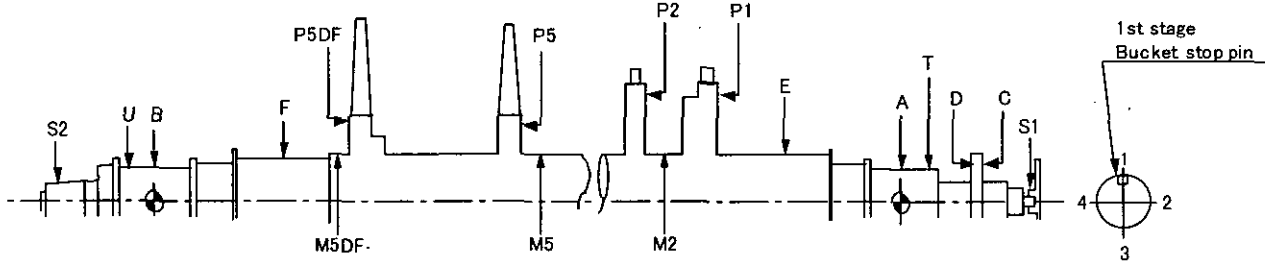 P2 P1
P5DF P5
1st stage
Bucket stop pin
S2 U B F E A T D C S1
1
4 2
3
M5DF- M5 M2